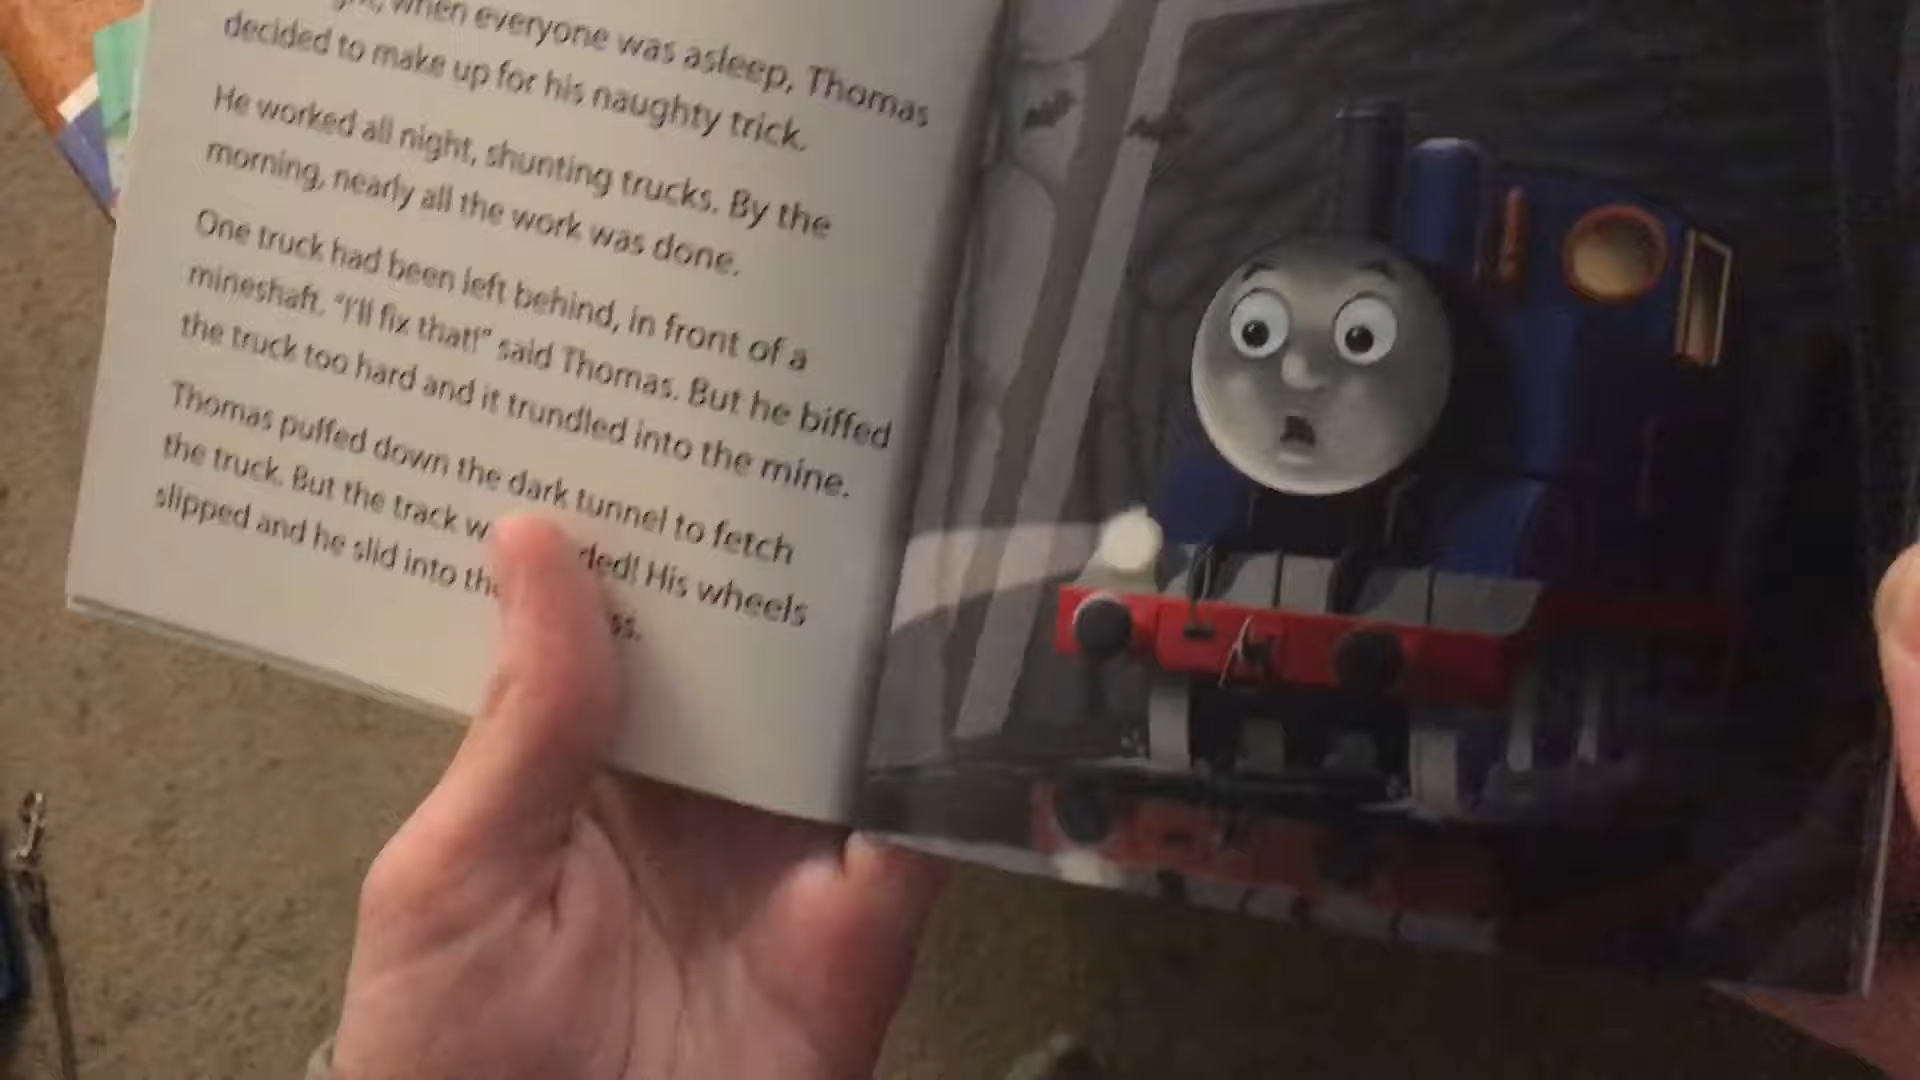 when everyone was asleep, Thomas
decided to make up for his naughty trick.
He worked all night, shunting trucks. By the
morning, nearly all the work was done.
One truck had been left behind, in front of a
mineshaft. "I'll fix that!" said Thomas. But he biffed
the truck too hard and it trundled into the mine.
Thomas puffed down the dark tunnel to fetch
the truck. But the track wheels
slipped and he slid into